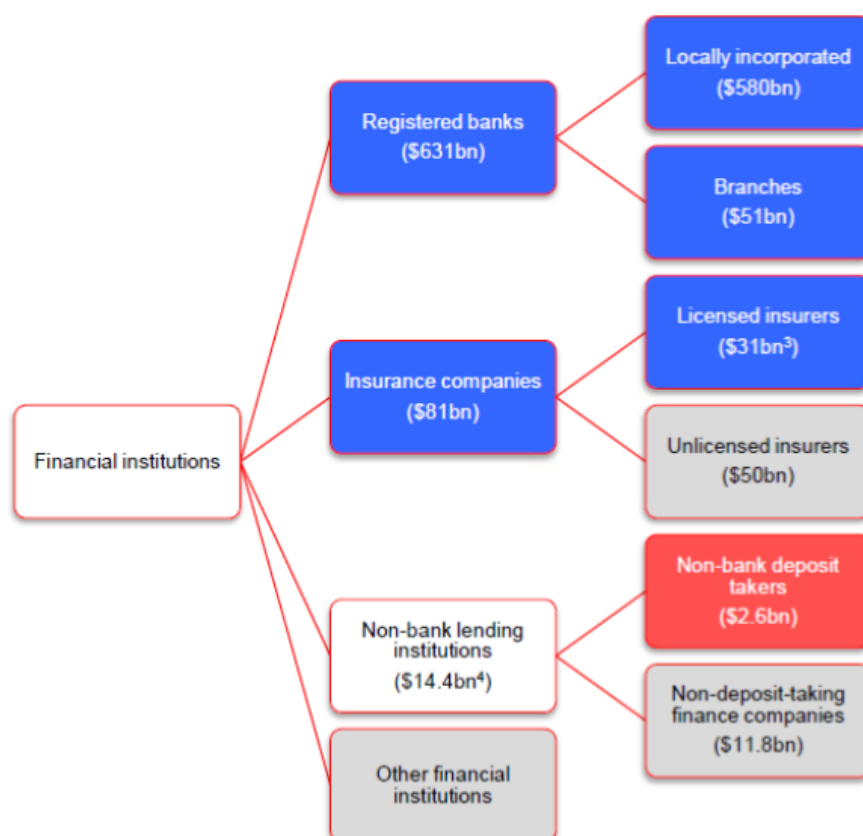 Financial institutions
Registered banks
($631bn)
Locally incorporated
($580bn)
Branches
($51bn)
Insurance companies
($81bn)
Licensed insurers
($31bn³)
Unlicensed insurers
($50bn)
Non-bank lending
institutions
($14.4bn⁴)
Non-bank deposit
takers
($2.6bn)
Non-deposit-taking
finance companies
($11.8bn)
Other financial
institutions